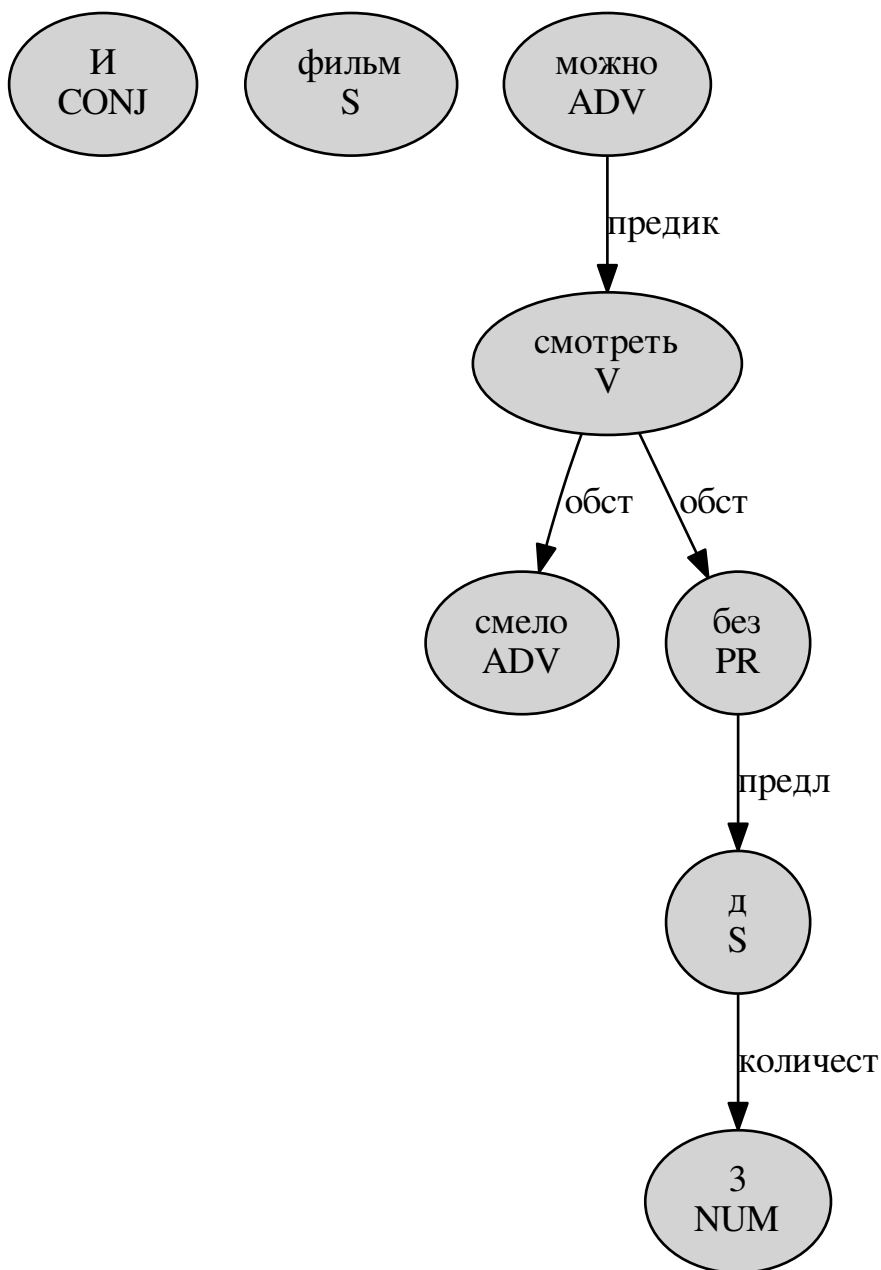 И
CONJ
фильм
S
можно
ADV
предик
смотреть
V
обст
обст
смело
ADV
без
PR
предл
д
S
количест
3
NUM